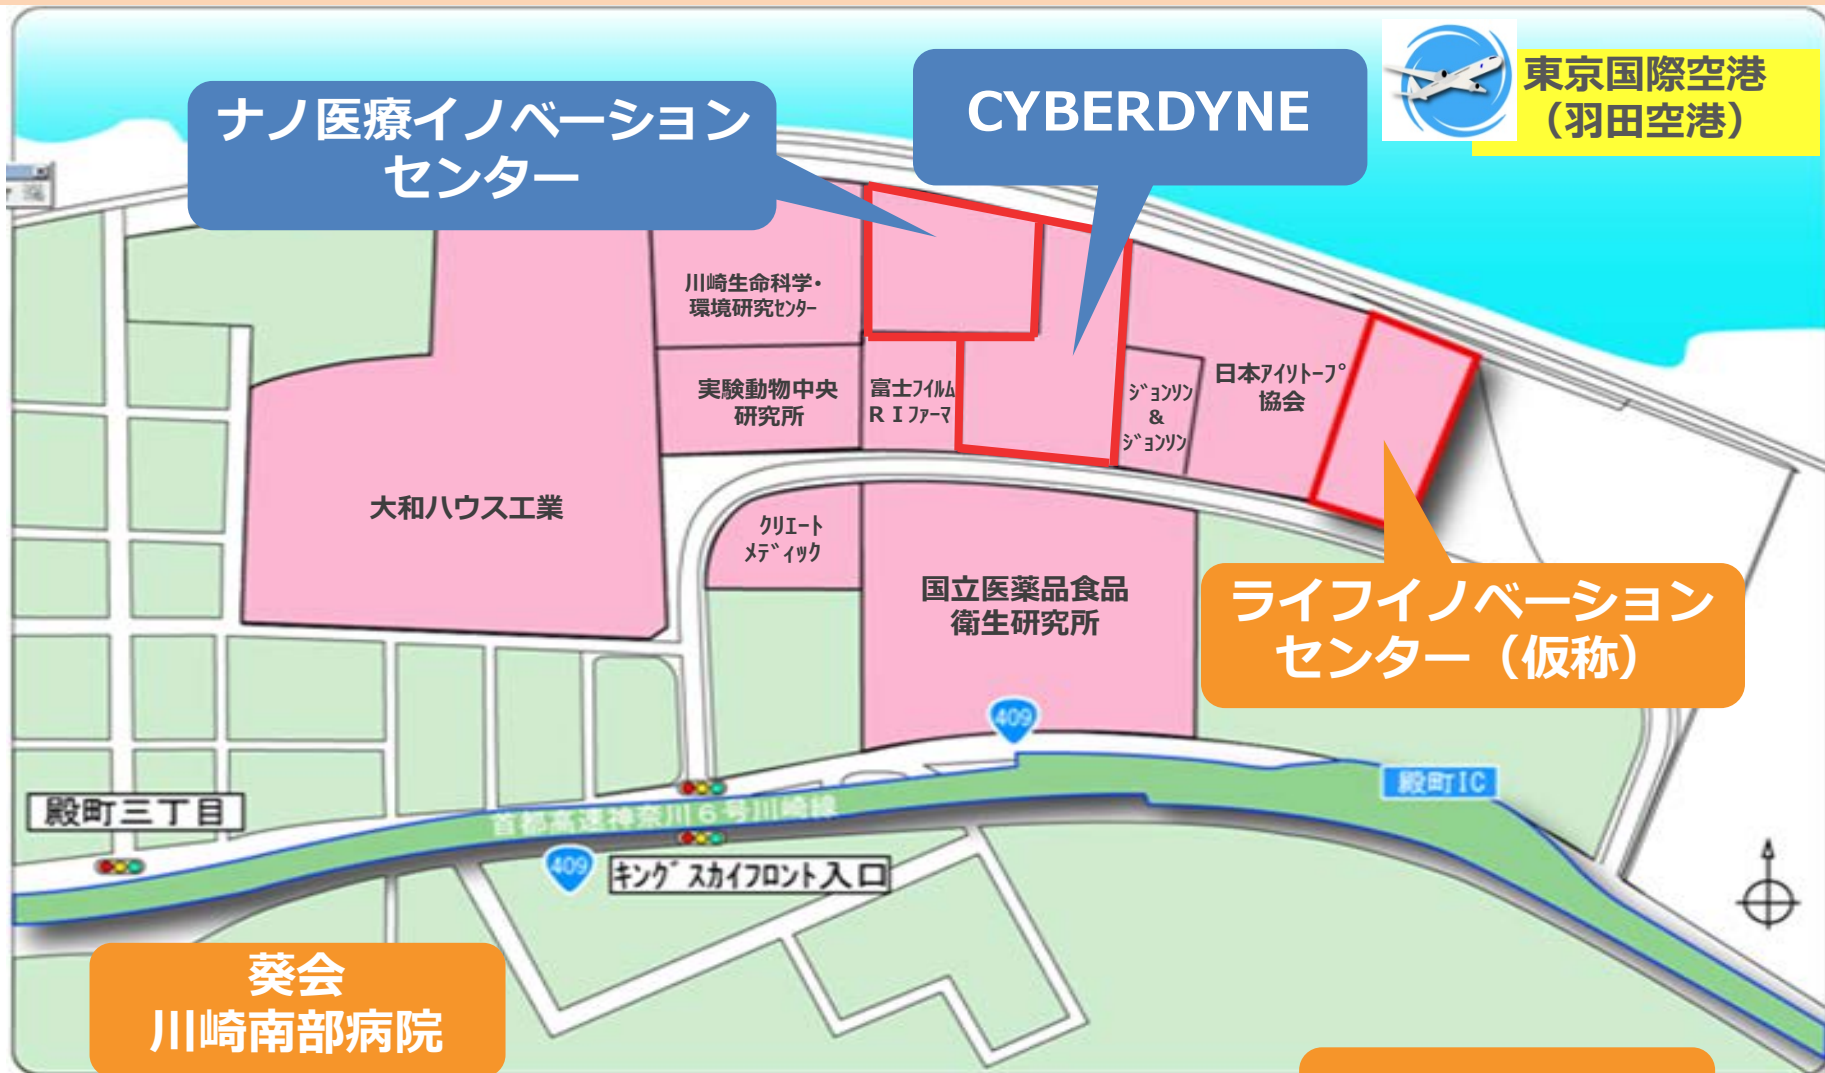 東京国際空港
（羽田空港）
CYBERDYNE
ナノ医療イノベーション
センター
川崎生命科学・
環境研究ｾﾝﾀｰ
実験動物中央
研究所
富士ﾌｲﾙﾑ
ＲＩﾌｧｰﾏ
ｼﾞｮﾝｿﾝ
&
ｼﾞｮﾝｿﾝ
日本ｱｲｿﾄｰﾌﾟ
協会
大和ハウス工業
ｸﾘｴｰﾄ
ﾒﾃﾞｨｯｸ
国立医薬品食品
衛生研究所
ライフイノベーション
センター（仮称）
409
殿町IC
殿町三丁目
首都高速神奈川６号川崎線
409
ｷﾝｸﾞｽｶｲﾌﾛﾝﾄ入口
葵会
川崎南部病院